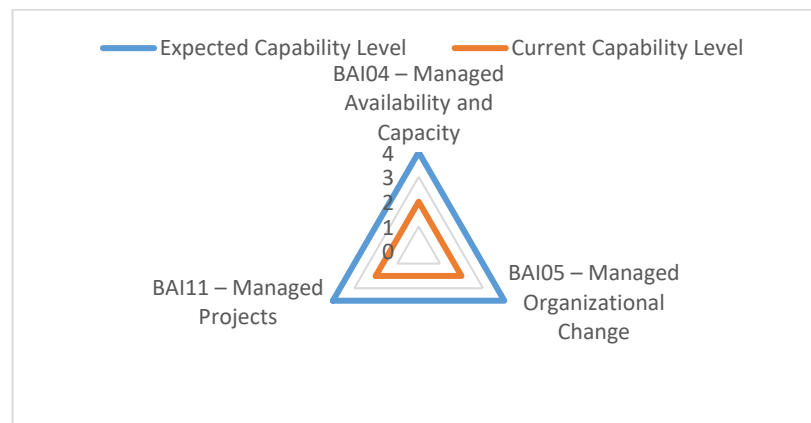 Expected Capability Level
Current Capability Level
BAI04 – Managed
Availability and
Capacity
4
3
2
1
0
BAI05 – Managed
Organizational
Change
BAI11 – Managed
Projects